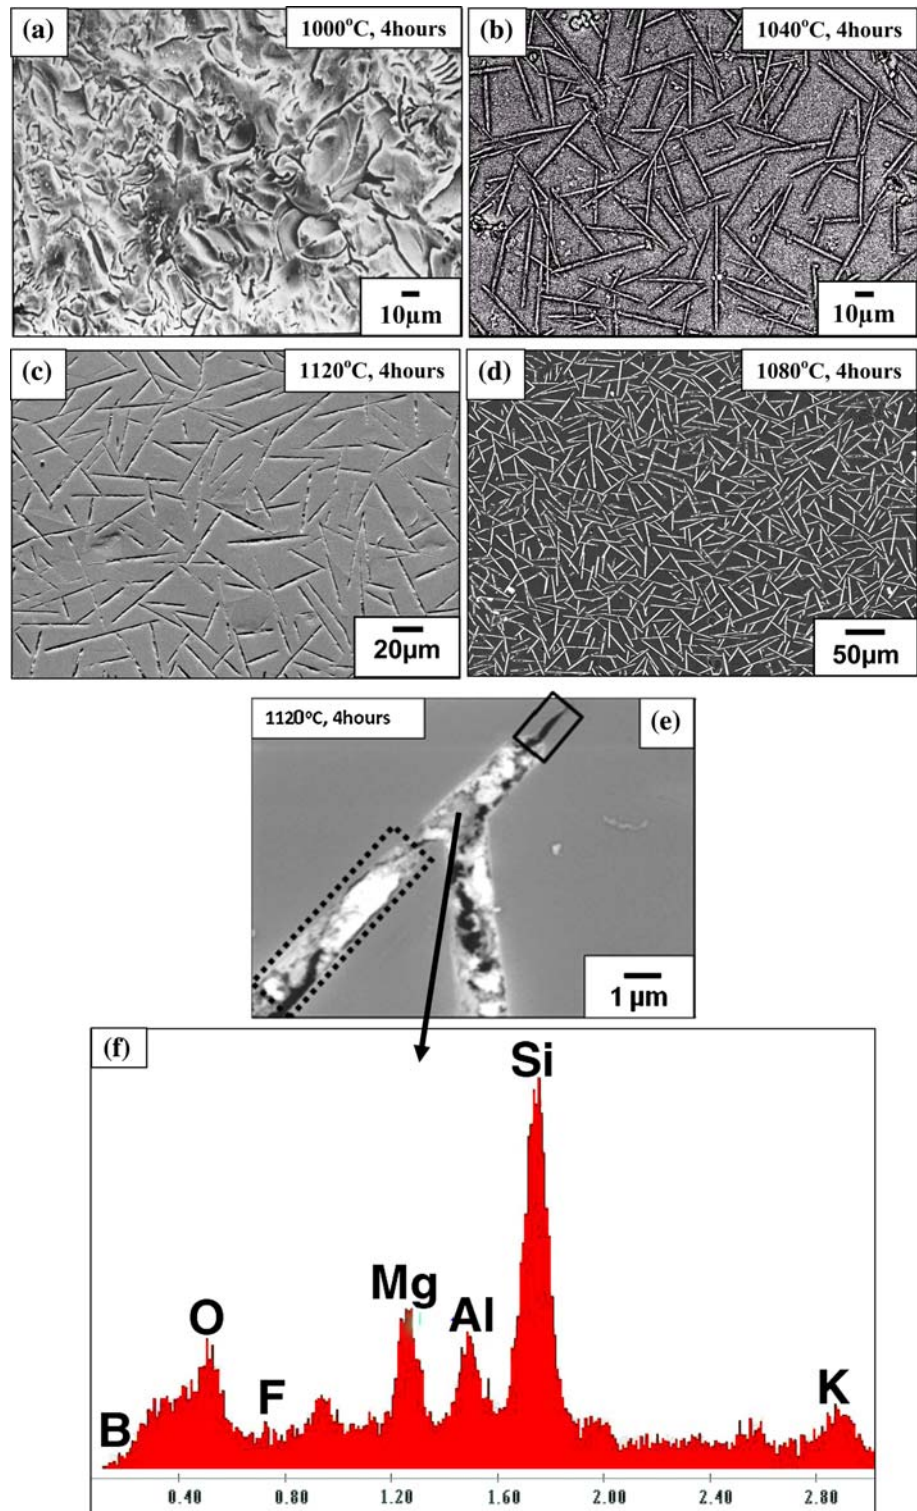 (a)
1000°C, 4hours
10µm
(b)
1040°C, 4hours
10µm
(c)
1120°C, 4hours
20µm
(d)
1080°C, 4hours
50µm
1120°C, 4hours
(e)
1 µm
(f)
Si
Mg
O
Al
F
K
B
0.40 0.80 1.20 1.60 2.00 2.40 2.80